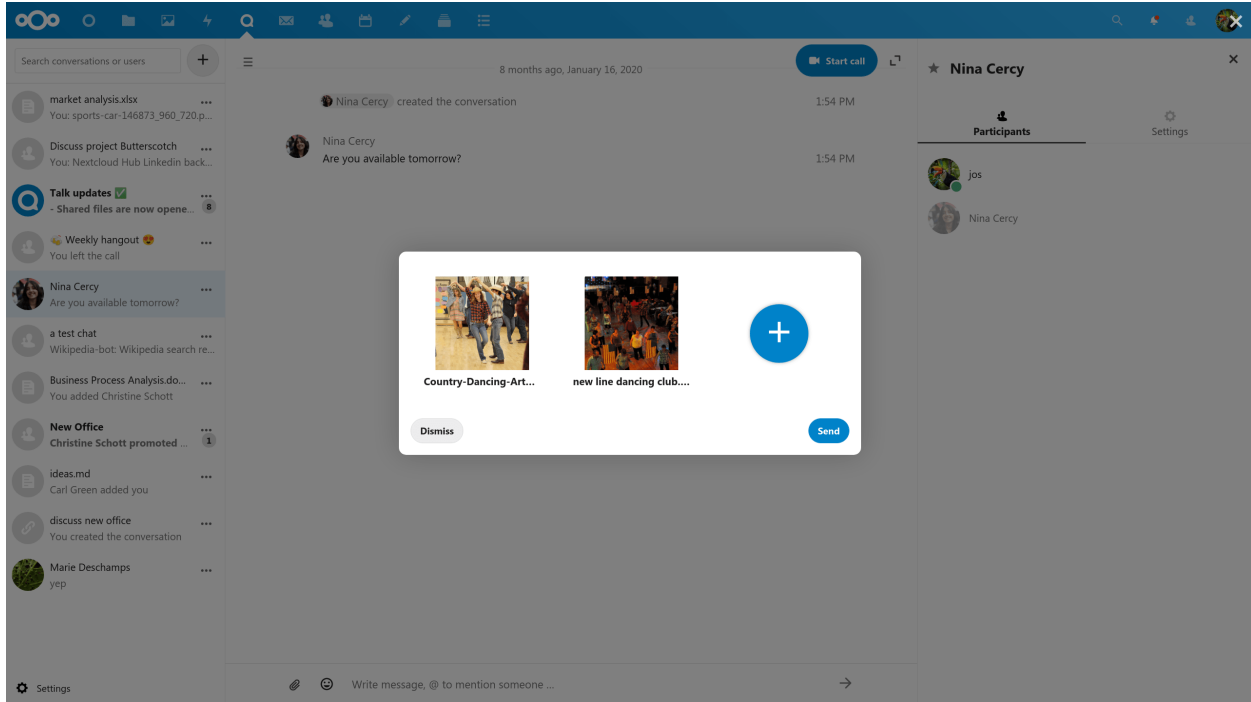 Search conversations or users
market analysis.xlsx
You: sports-car-146873_960_720.p...
Discuss project Butterscotch
You: Nextcloud Hub Linkedin back...
Talk updates ✅
- Shared files are now opene...
8
👏 Weekly hangout 😍
You left the call
Nina Cercy
Are you available tomorrow?
a test chat
Wikipedia-bot: Wikipedia search re...
Business Process Analysis.do...
You added Christine Schott
New Office
Christine Schott promoted ...
1
ideas.md
Carl Green added you
discuss new office
You created the conversation
Marie Deschamps
yep
Settings
8 months ago, January 16, 2020
Start call
Nina Cercy created the conversation 1:54 PM
Nina Cercy
Are you available tomorrow? 1:54 PM
Country-Dancing-Art...
new line dancing club....
Dismiss
Send
Write message, @ to mention someone ...
Nina Cercy
Participants
Settings
jos
Nina Cercy